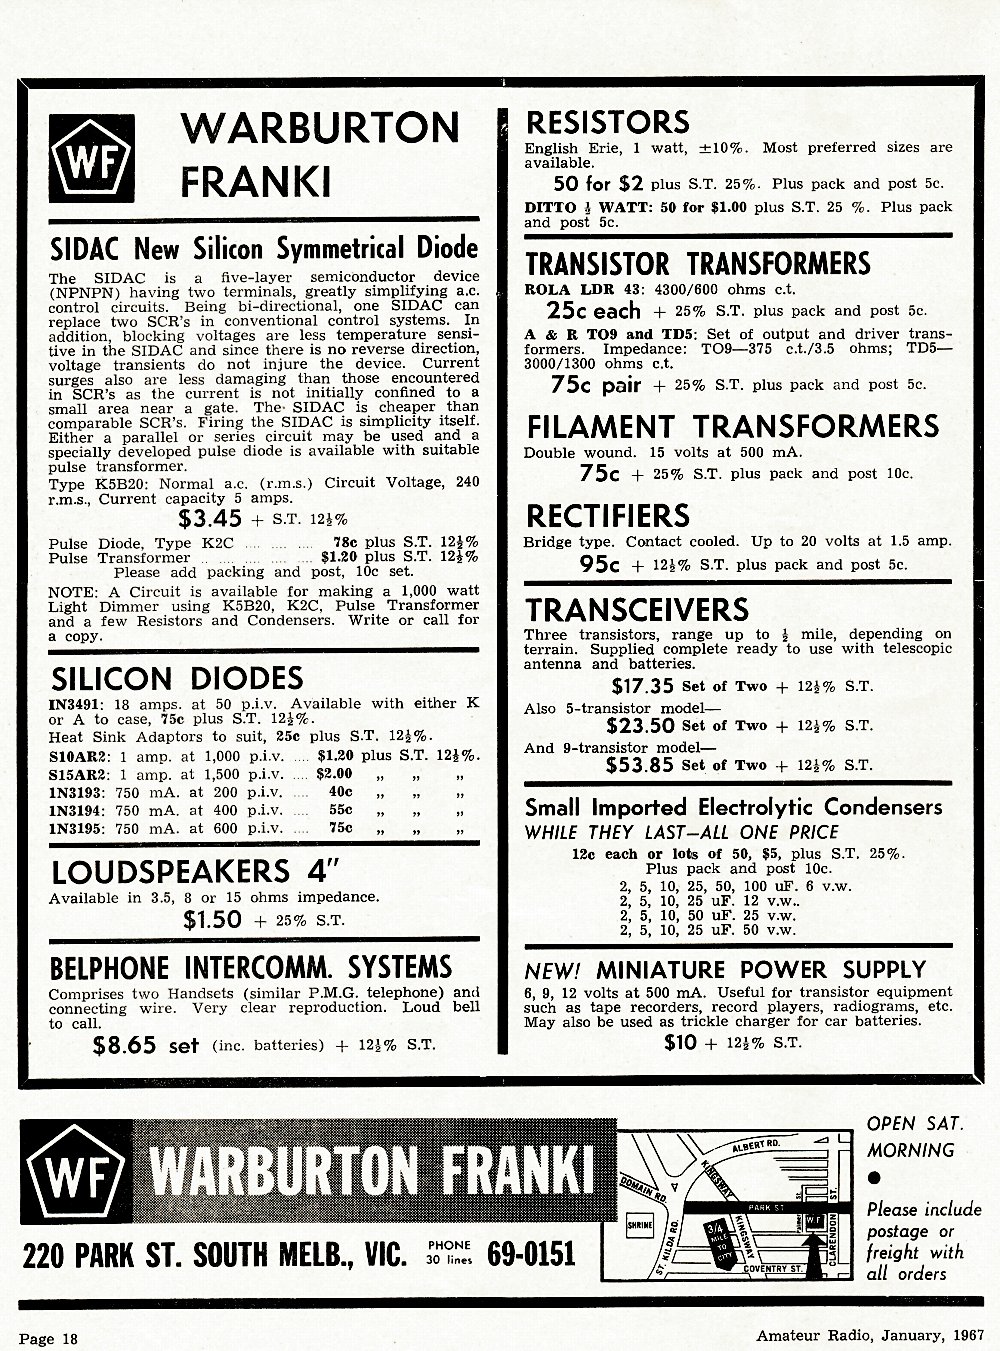 WF
WARBURTON
FRANKI
SIDAC New Silicon Symmetrical Diode
The SIDAC is a five-layer semiconductor device
(NPNPN) having two terminals, greatly simplifying a.c.
control circuits. Being bi-directional, one SIDAC can
replace two SCR's in conventional control systems. In
addition, blocking voltages are less temperature sensi-
tive in the SIDAC and since there is no reverse direction,
voltage transients do not injure the device. Current
surges also are less damaging than those encountered
in SCR's as the current is not initially confined to a
small area near a gate. The SIDAC is cheaper than
comparable SCR's. Firing the SIDAC is simplicity itself.
Either a parallel or series circuit may be used and a
specially developed pulse diode is available with suitable
pulse transformer.
Type K5B20: Normal a.c. (r.m.s.) Circuit Voltage, 240
r.m.s., Current capacity 5 amps.
$3.45 + S.T. 12½%
Pulse Diode, Type K2C .... .... .... 78c plus S.T. 12½%
Pulse Transformer .. .... .... .... .... $1.20 plus S.T. 12½%
Please add packing and post, 10c set.
NOTE: A Circuit is available for making a 1,000 watt
Light Dimmer using K5B20, K2C, Pulse Transformer
and a few Resistors and Condensers. Write or call for
a copy.
SILICON DIODES
IN3491: 18 amps. at 50 p.i.v. Available with either K
or A to case, 75c plus S.T. 12½%.
Heat Sink Adaptors to suit, 25c plus S.T. 12½%.
S10AR2: 1 amp. at 1,000 p.i.v. .... $1.20 plus S.T. 12½%.
S15AR2: 1 amp. at 1,500 p.i.v. .... $2.00 „ „ „
1N3193: 750 mA. at 200 p.i.v. .... 40c „ „ „
1N3194: 750 mA. at 400 p.i.v. .... 55c „ „ „
1N3195: 750 mA. at 600 p.i.v. .... 75c „ „ „
LOUDSPEAKERS 4″
Available in 3.5, 8 or 15 ohms impedance.
$1.50 + 25% S.T.
BELPHONE INTERCOMM. SYSTEMS
Comprises two Handsets (similar P.M.G. telephone) and
connecting wire. Very clear reproduction. Loud bell
to call.
$8.65 set (inc. batteries) + 12½% S.T.
RESISTORS
English Erie, 1 watt, ±10%. Most preferred sizes are
available.
50 for $2 plus S.T. 25%. Plus pack and post 5c.
DITTO ½ WATT: 50 for $1.00 plus S.T. 25 %. Plus pack
and post 5c.
TRANSISTOR TRANSFORMERS
ROLA LDR 43: 4300/600 ohms c.t.
25c each + 25% S.T. plus pack and post 5c.
A & R TO9 and TD5: Set of output and driver trans-
formers. Impedance: TO9—375 c.t./3.5 ohms; TD5—
3000/1300 ohms c.t.
75c pair + 25% S.T. plus pack and post 5c.
FILAMENT TRANSFORMERS
Double wound. 15 volts at 500 mA.
75c + 25% S.T. plus pack and post 10c.
RECTIFIERS
Bridge type. Contact cooled. Up to 20 volts at 1.5 amp.
95c + 12½% S.T. plus pack and post 5c.
TRANSCEIVERS
Three transistors, range up to ½ mile, depending on
terrain. Supplied complete ready to use with telescopic
antenna and batteries.
$17.35 Set of Two + 12½% S.T.
Also 5-transistor model—
$23.50 Set of Two + 12½% S.T.
And 9-transistor model—
$53.85 Set of Two + 12½% S.T.
Small Imported Electrolytic Condensers
WHILE THEY LAST—ALL ONE PRICE
12c each or lots of 50, $5, plus S.T. 25%.
Plus pack and post 10c.
2, 5, 10, 25, 50, 100 uF. 6 v.w.
2, 5, 10, 25 uF. 12 v.w..
2, 5, 10, 50 uF. 25 v.w.
2, 5, 10, 25 uF. 50 v.w.
NEW! MINIATURE POWER SUPPLY
6, 9, 12 volts at 500 mA. Useful for transistor equipment
such as tape recorders, record players, radiograms, etc.
May also be used as trickle charger for car batteries.
$10 + 12½% S.T.
WF
WARBURTON FRANKI
220 PARK ST. SOUTH MELB., VIC. PHONE 30 lines 69-0151
ALBERT RD.
KINGSWAY
DOMAIN RD.
PARK ST
SHRINE
ST. KILDA RD.
3/4 MILE TO CITY
KINGSWAY
W.F.
CLARENDON ST.
COVENTRY ST.
OPEN SAT.
MORNING
●
Please include
postage or
freight with
all orders
Page 18
Amateur Radio, January, 1967